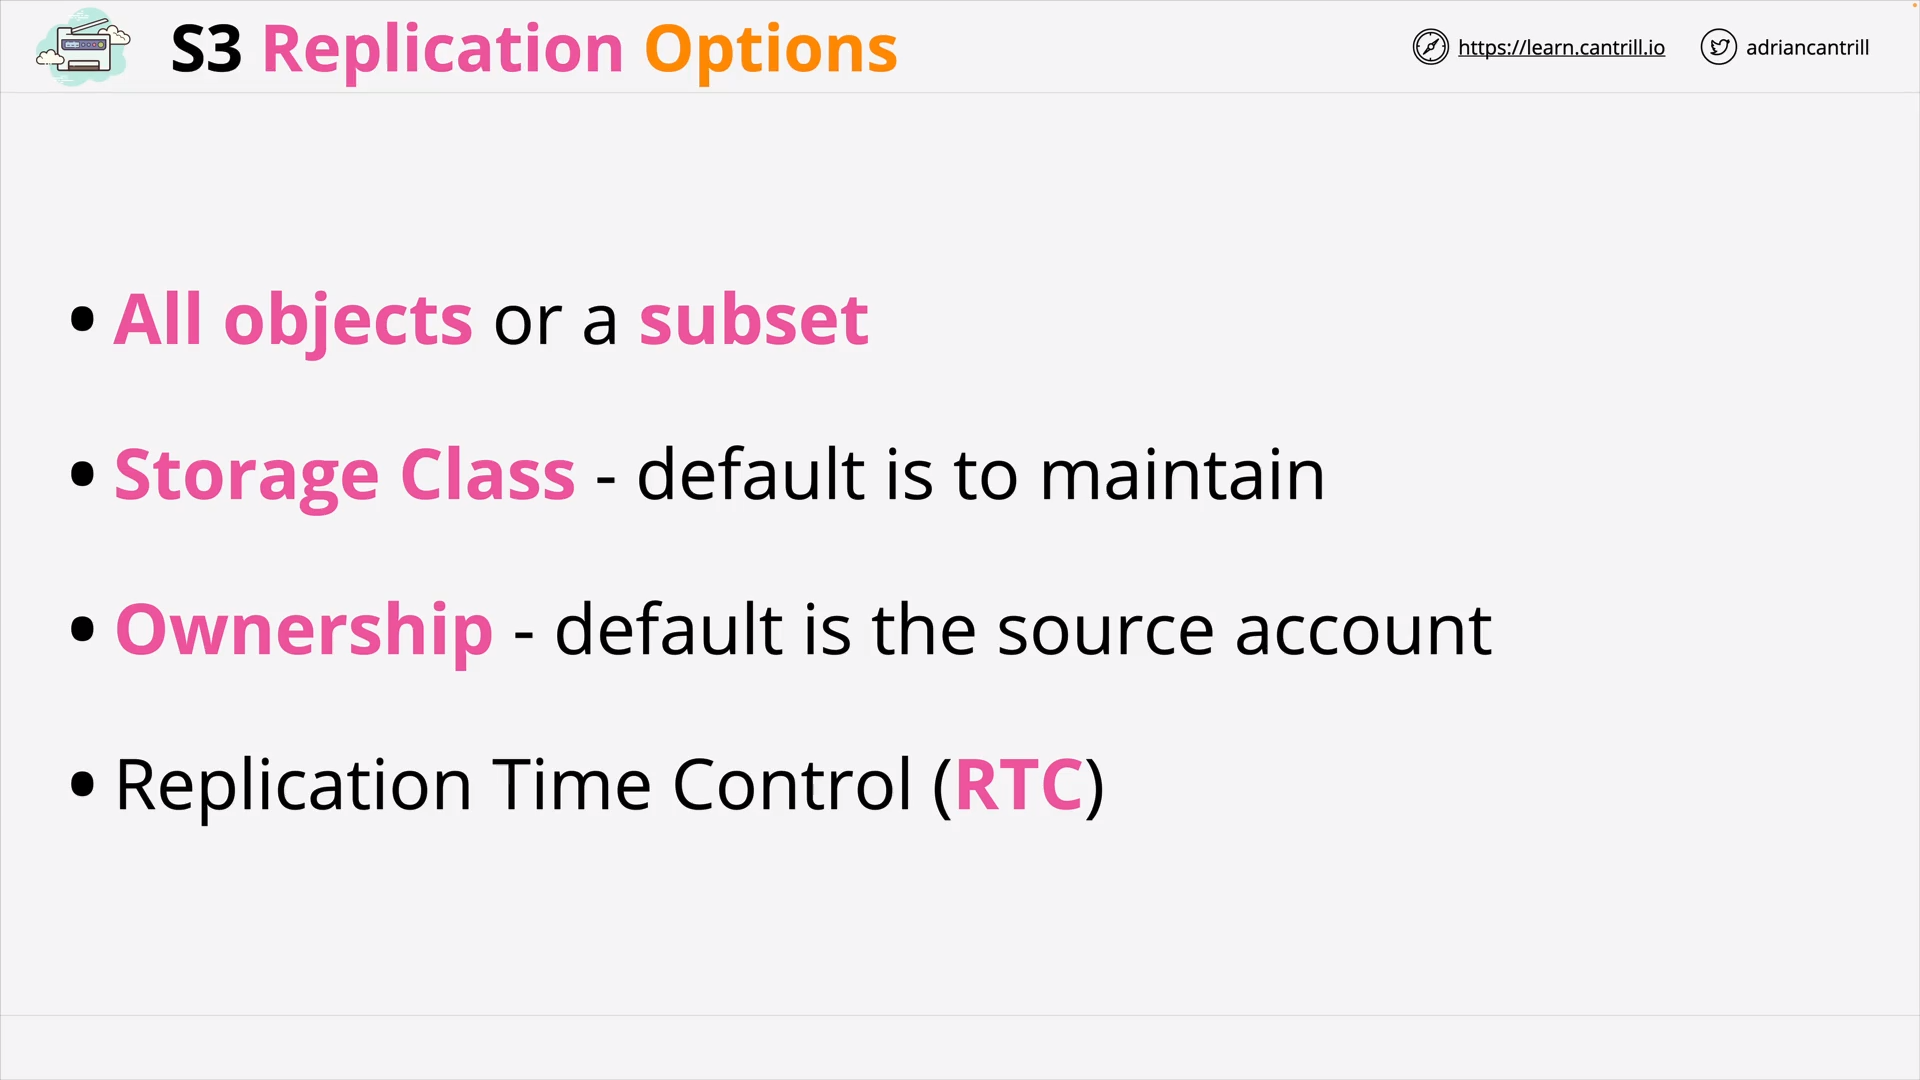 S3 Replication Options
https://learn.cantrill.io
adriancantrill
• All objects or a subset
• Storage Class - default is to maintain
• Ownership - default is the source account
• Replication Time Control (RTC)